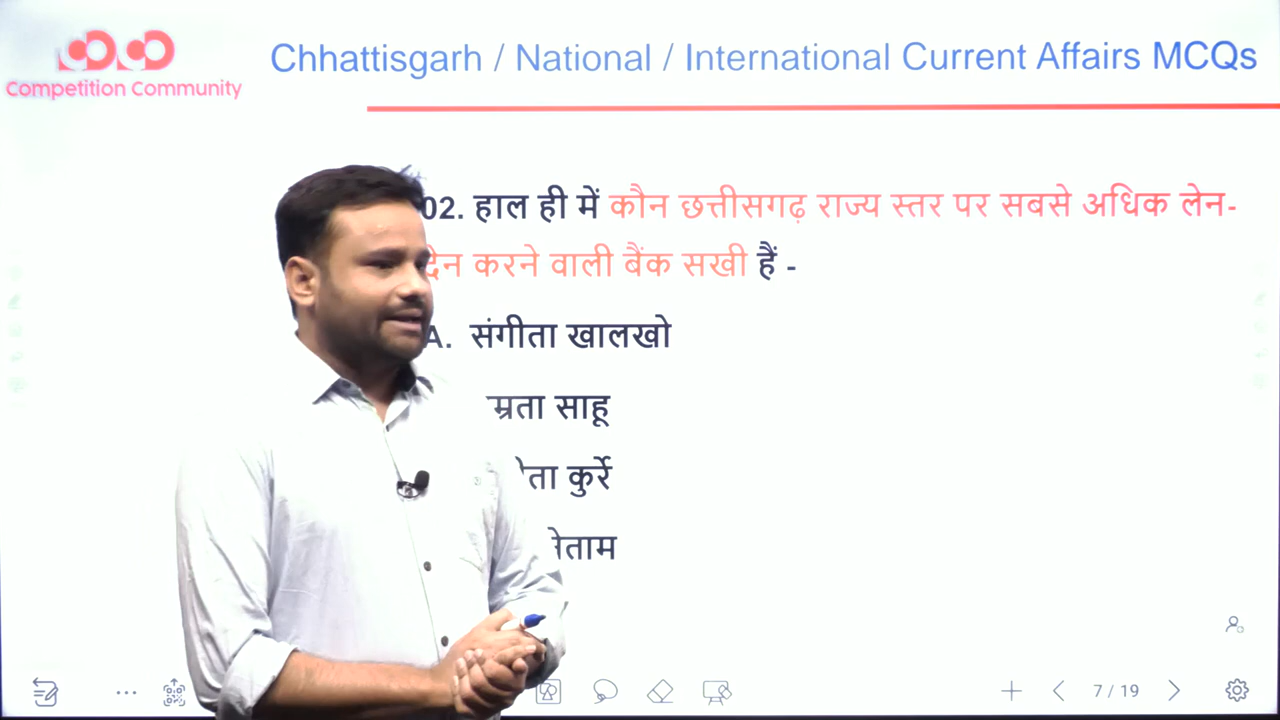 Competition Community
Chhattisgarh / National / International Current Affairs MCQs
02. हाल ही में कौन छत्तीसगढ़ राज्य स्तर पर सबसे अधिक लेन-
देन करने वाली बैंक सखी हैं -
A. संगीता खालखो
साहू
कुर्रे
7 / 19